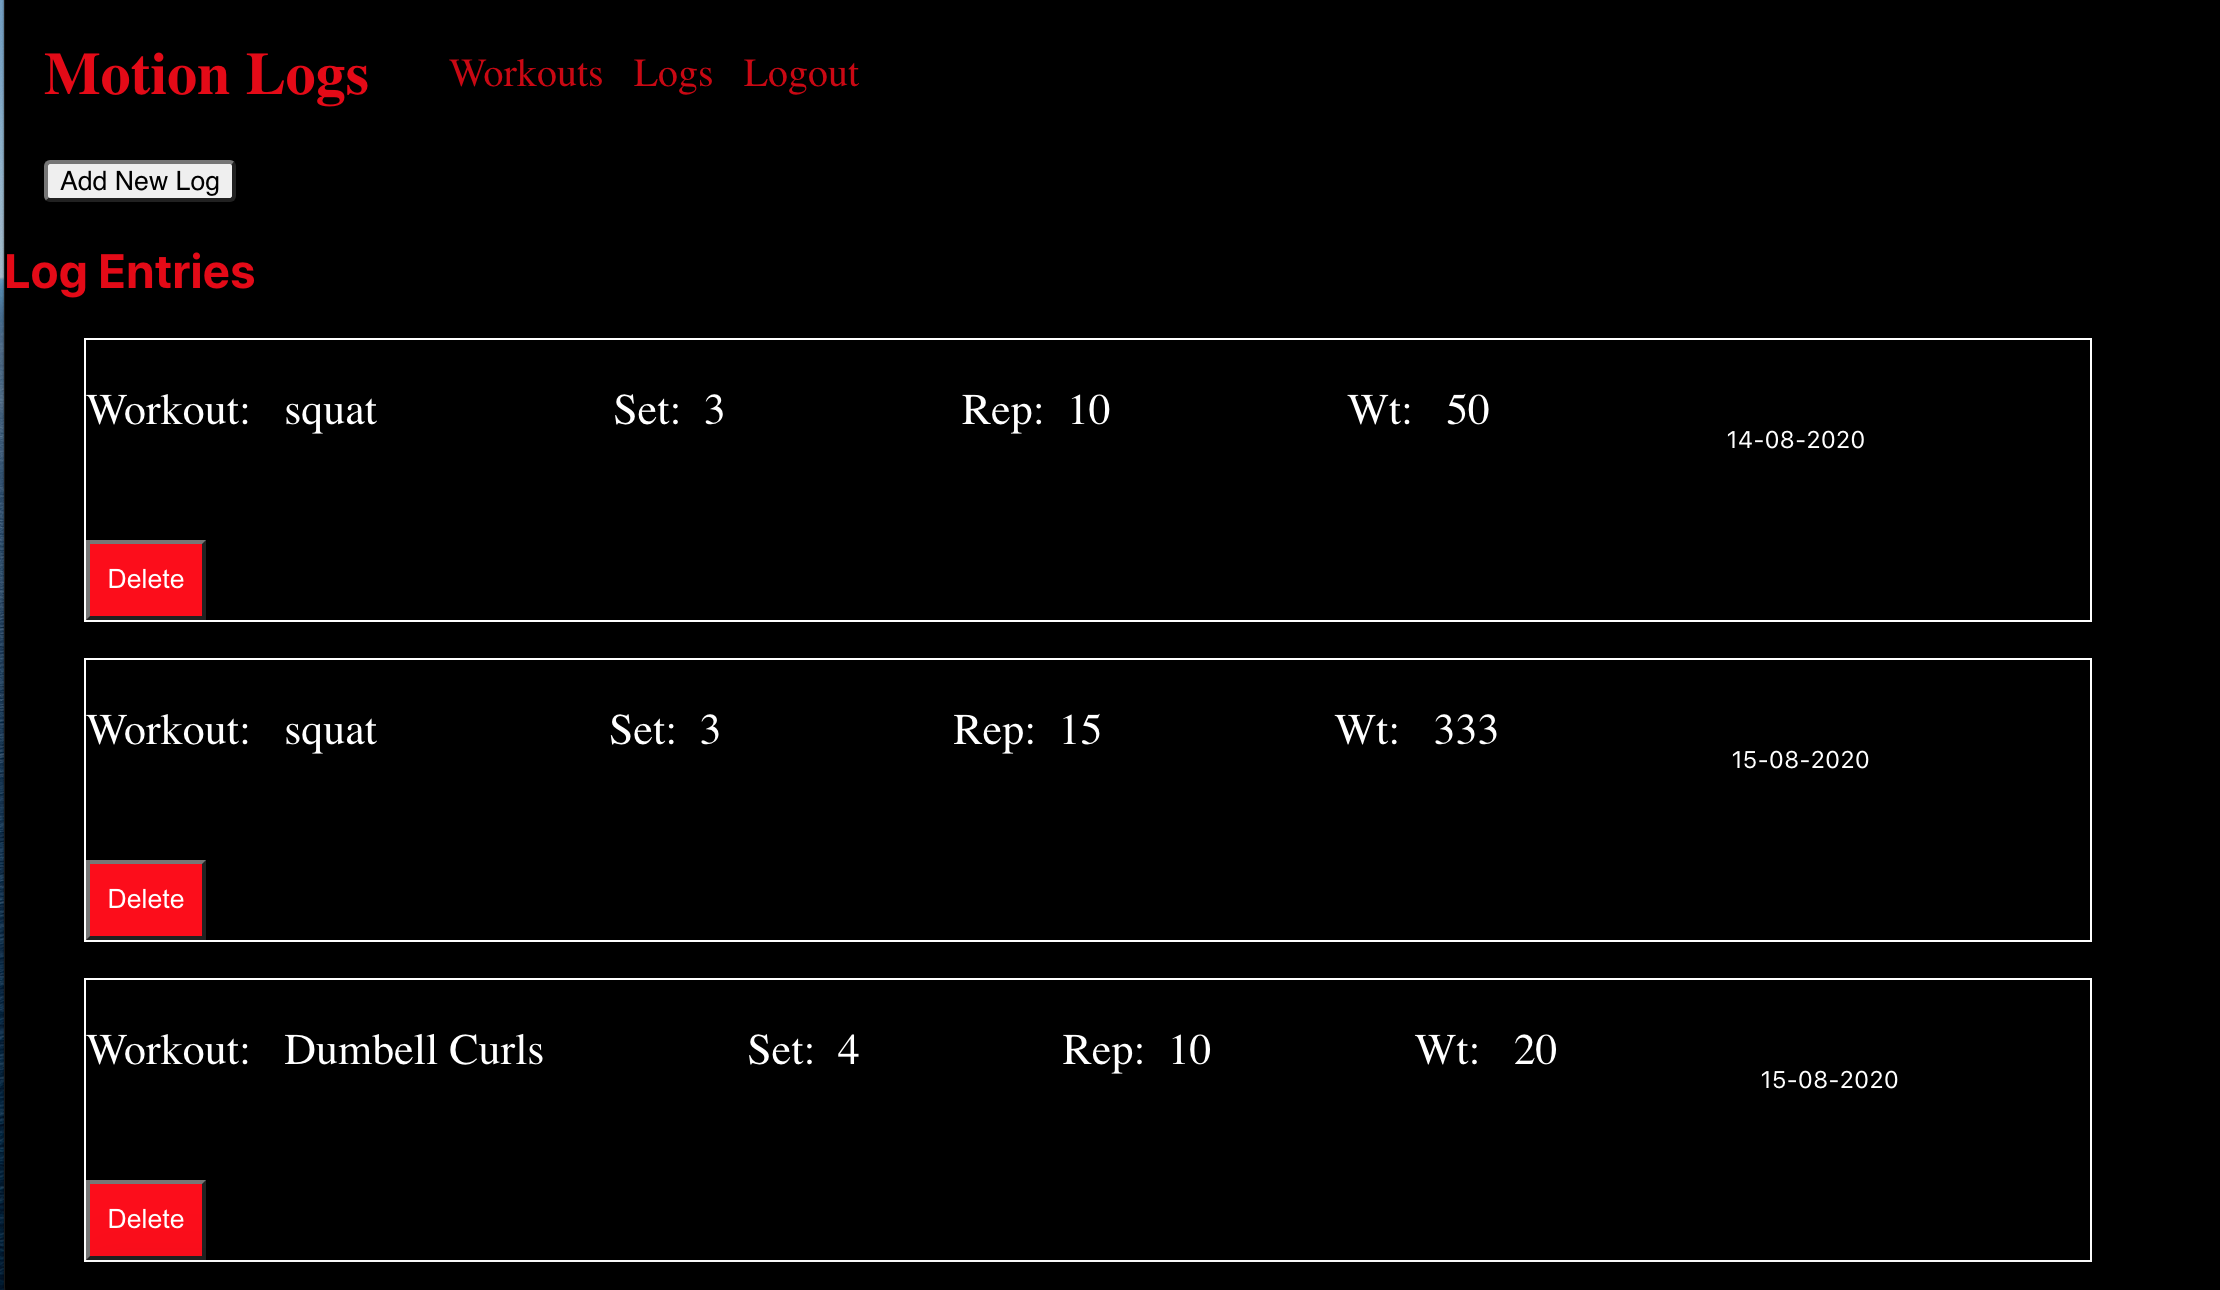 Motion Logs Workouts Logs Logout
Add New Log
Log Entries
Workout: squat Set: 3 Rep: 10 Wt: 50
14-08-2020
Delete
Workout: squat Set: 3 Rep: 15 Wt: 333
15-08-2020
Delete
Workout: Dumbell Curls Set: 4 Rep: 10 Wt: 20
15-08-2020
Delete